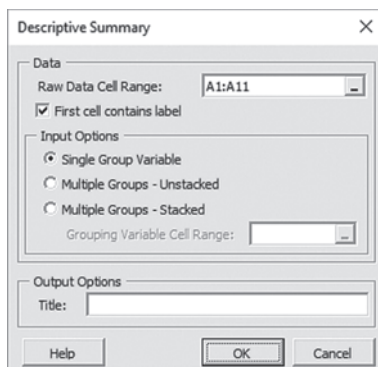 Descriptive Summary
Data
Raw Data Cell Range: A1:A11
First cell contains label
Input Options
Single Group Variable
Multiple Groups - Unstacked
Multiple Groups - Stacked
Grouping Variable Cell Range:
Output Options
Title:
Help OK Cancel